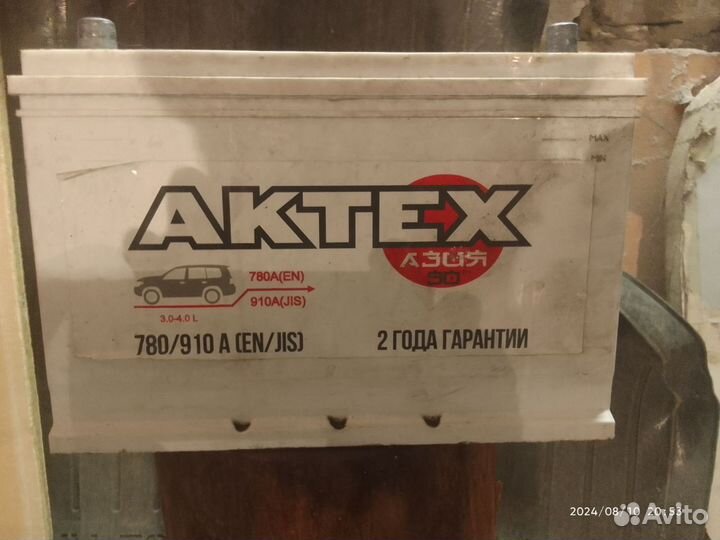 MAX
MIN
AKTEX
АЗИЯ
90
780A(EN)
910A(JIS)
3.0-4.0 L
780/910 А (EN/JIS)
2 ГОДА ГАРАНТИИ
2024/08/10 20:53
Avito